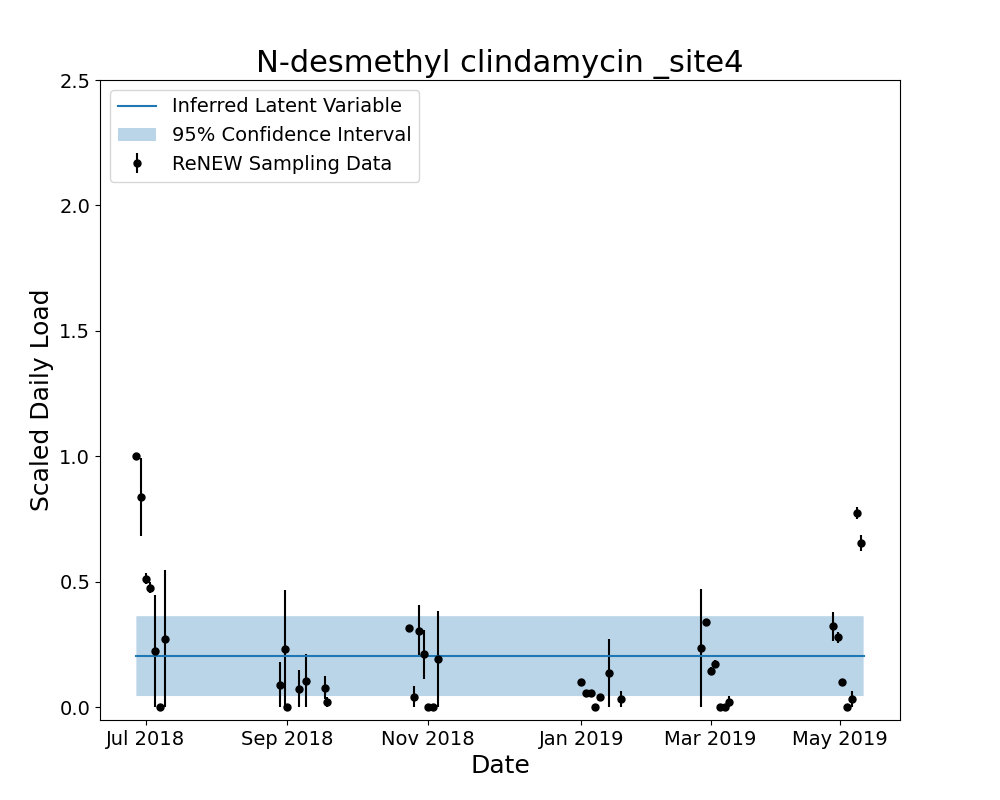 N-desmethyl clindamycin _site4
Inferred Latent Variable
95% Confidence Interval
ReNEW Sampling Data
Scaled Daily Load
2.5
2.0
1.5
1.0
0.5
0.0
Jul 2018 Sep 2018 Nov 2018 Jan 2019 Mar 2019 May 2019
Date